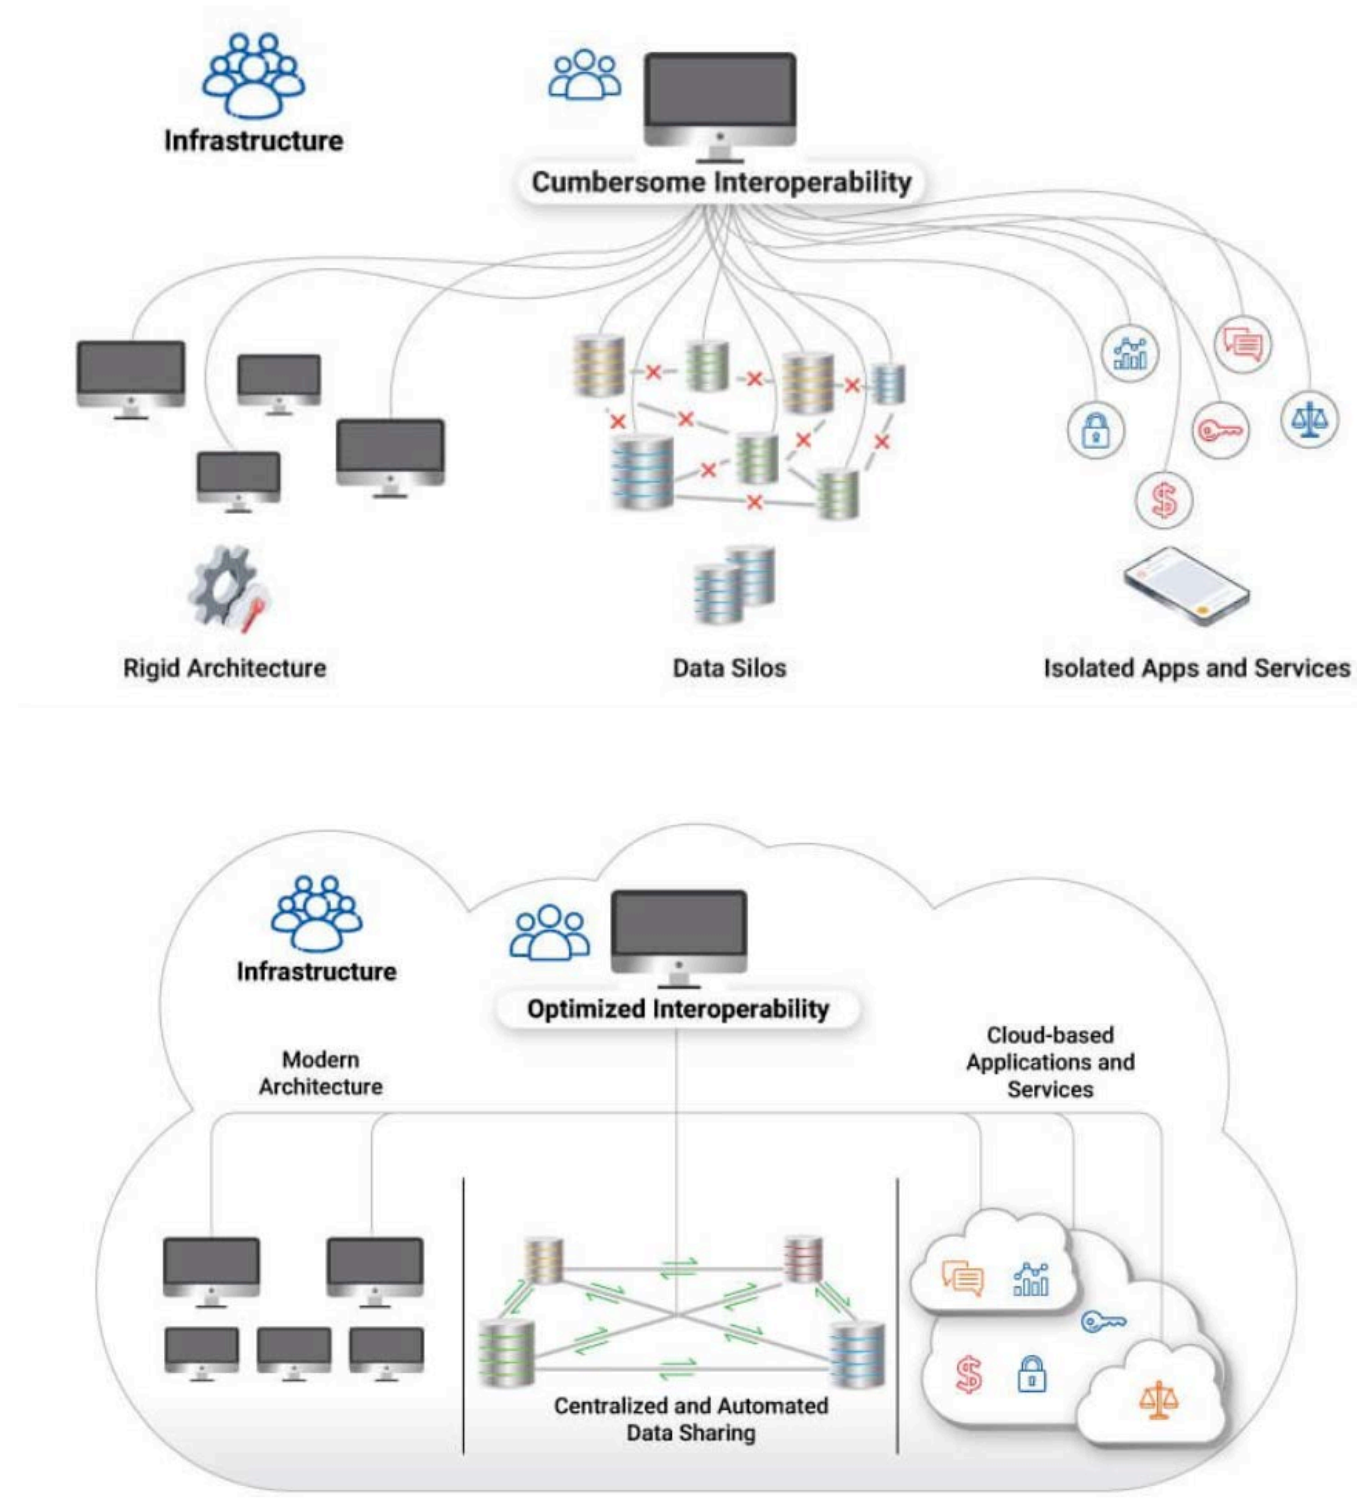 Infrastructure
Cumbersome Interoperability
Rigid Architecture
Data Silos
Isolated Apps and Services
Infrastructure
Optimized Interoperability
Modern
Architecture
Cloud-based
Applications and
Services
Centralized and Automated
Data Sharing